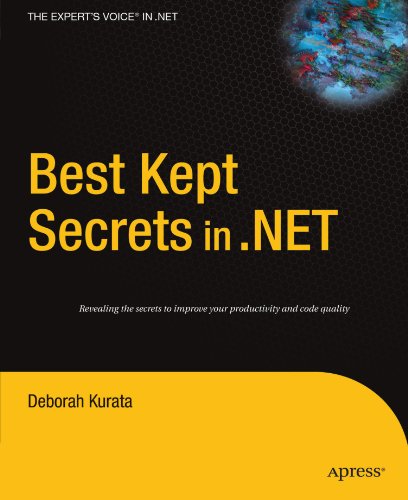 THE EXPERT'S VOICE® IN .NET
Best Kept
Secrets in .NET
Revealing the secrets to improve your productivity and code quality
Deborah Kurata
Apress®